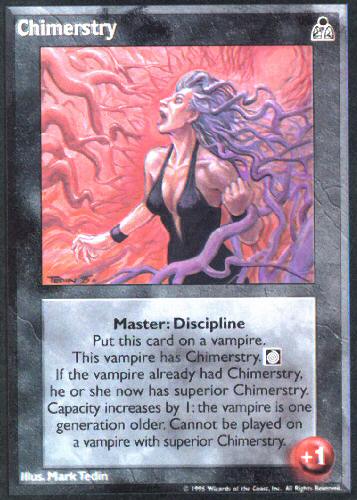 Chimerstry
TEDIN 95
Master: Discipline
Put this card on a vampire.
This vampire has Chimerstry.
If the vampire already had Chimerstry,
he or she now has superior Chimerstry.
Capacity increases by 1: the vampire is one
generation older. Cannot be played on
a vampire with superior Chimerstry.
+1
Illus. Mark Tedin
© 1995 Wizards of the Coast, Inc. All Rights Reserved.